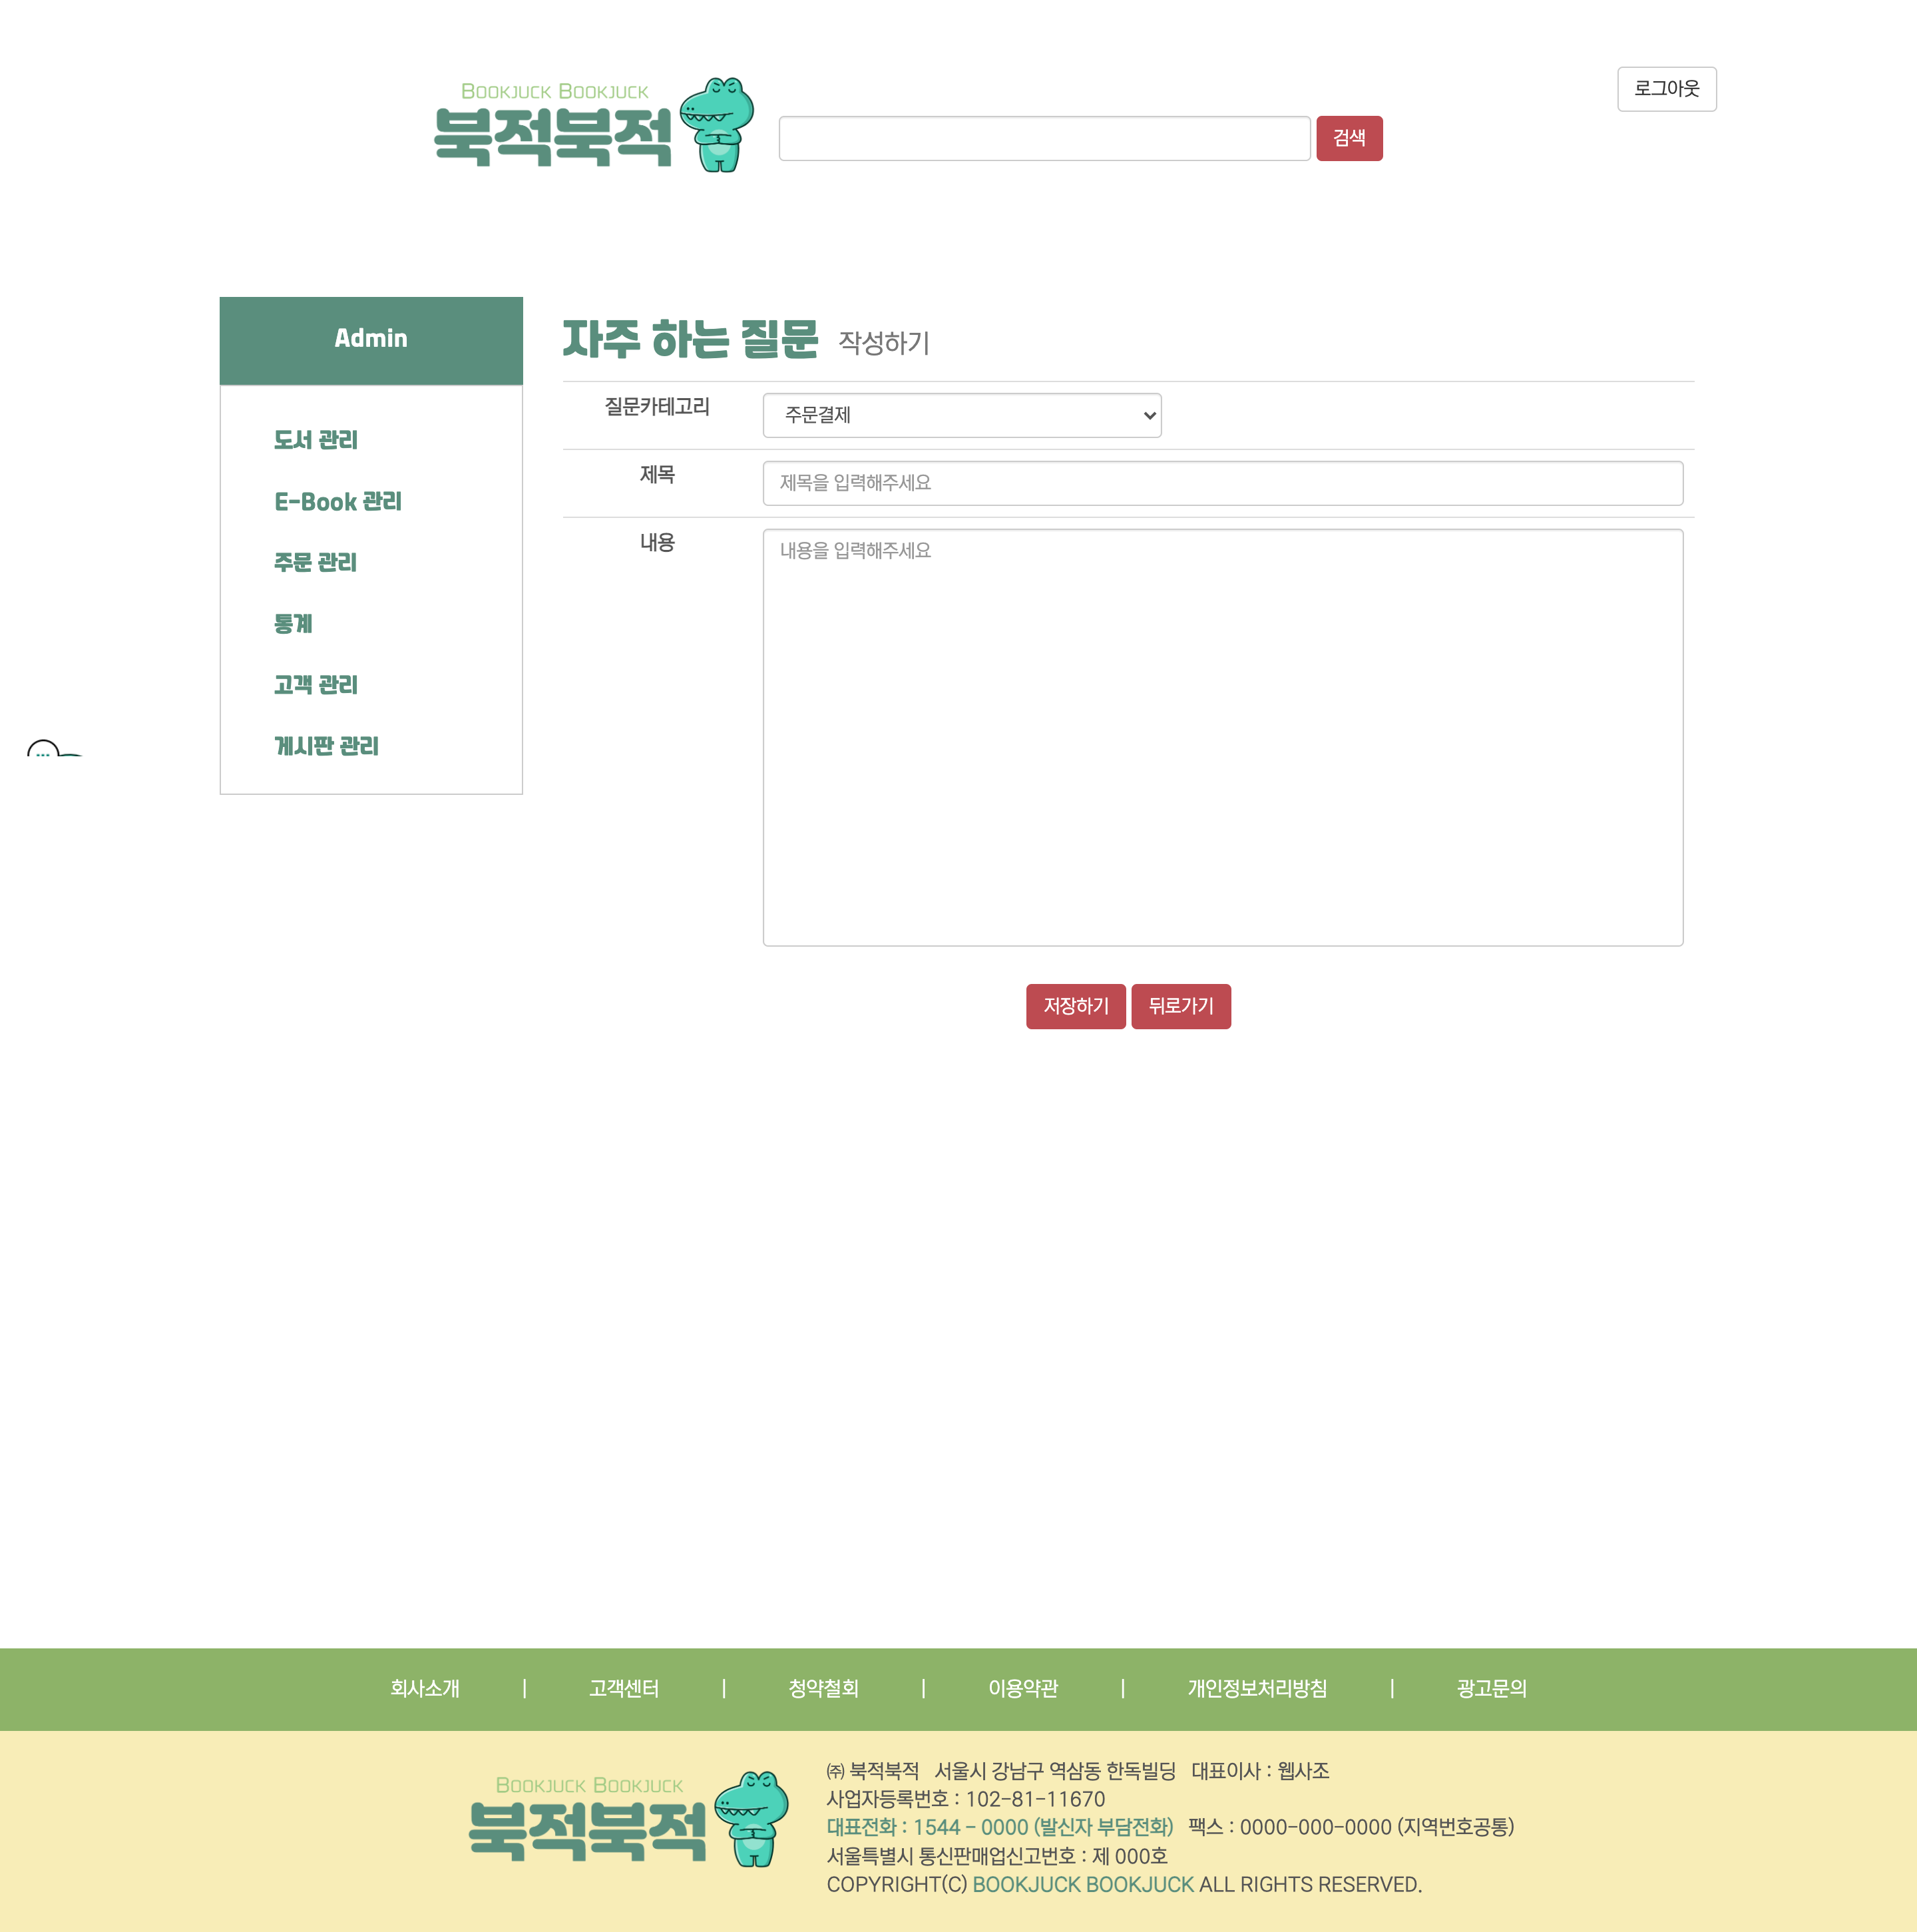 로그아웃
BOOKJUCK BOOKJUCK
북적북적
검색
Admin
도서 관리
E-Book 관리
주문 관리
통계
고객 관리
게시판 관리
자주 하는 질문 작성하기
질문카테고리 주문결제
제목 제목을 입력해주세요
내용 내용을 입력해주세요
저장하기 뒤로가기
회사소개 | 고객센터 | 청약철회 | 이용약관 | 개인정보처리방침 | 광고문의
BOOKJUCK BOOKJUCK
북적북적
㈜ 북적북적 서울시 강남구 역삼동 한독빌딩 대표이사 : 웹사조
사업자등록번호 : 102-81-11670
대표전화 : 1544 - 0000 (발신자 부담전화) 팩스 : 0000-000-0000 (지역번호공통)
서울특별시 통신판매업신고번호 : 제 000호
COPYRIGHT(C) BOOKJUCK BOOKJUCK ALL RIGHTS RESERVED.